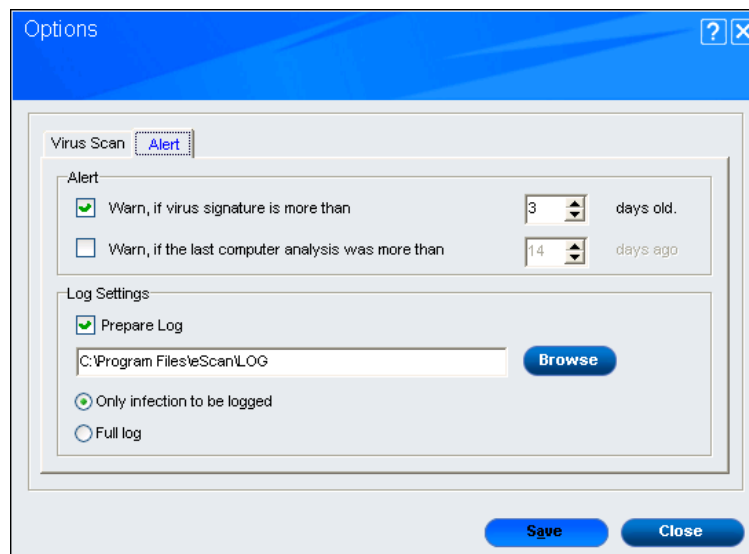 Options
Virus Scan Alert
Alert
Warn, if virus signature is more than 3 days old.
Warn, if the last computer analysis was more than 14 days ago
Log Settings
Prepare Log
C:\Program Files\eScan\LOG Browse
Only infection to be logged
Full log
Save Close